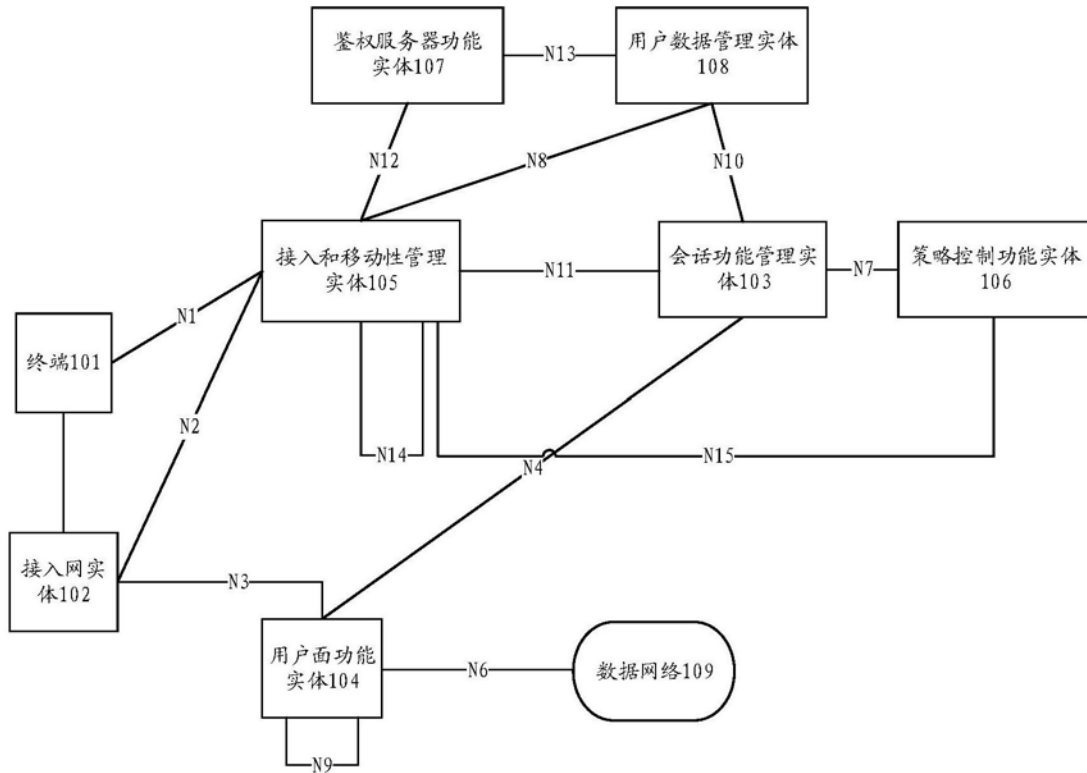 鉴权服务器功能
实体107
N13
用户数据管理实体
108
N12
N8
N10
接入和移动性管理
实体105
N11
会话功能管理实
体103
N7
策略控制功能实体
106
N1
终端101
N2
N14
N4
N15
接入网实
体102
N3
用户面功能
实体104
N6
数据网络109
N9